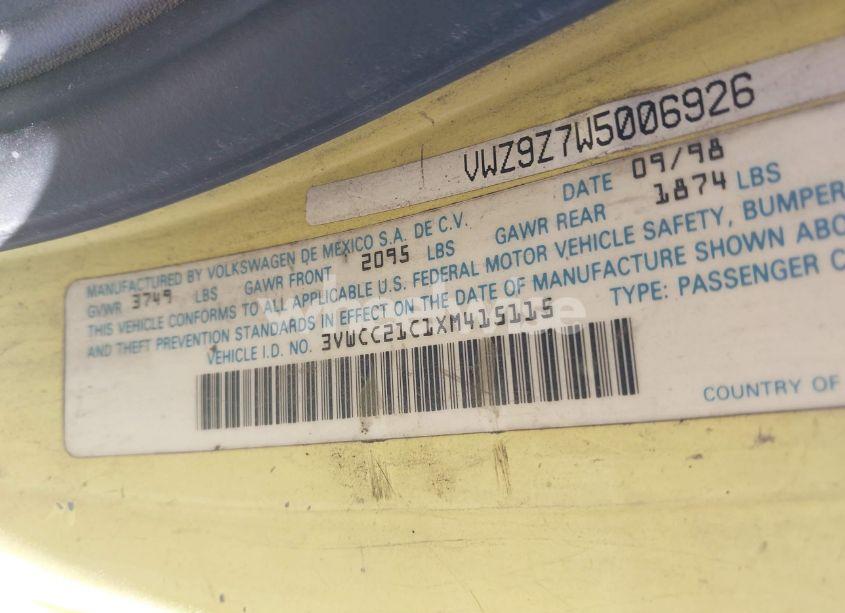 VWZ9Z7W5006926
MANUFACTURED BY VOLKSWAGEN DE MEXICO S.A. DE C.V. DATE 09/98
GVWR 3749 LBS GAWR FRONT 2095 LBS GAWR REAR 1874 LBS
THIS VEHICLE CONFORMS TO ALL APPLICABLE U.S. FEDERAL MOTOR VEHICLE SAFETY, BUMPER
AND THEFT PREVENTION STANDARDS IN EFFECT ON THE DATE OF MANUFACTURE SHOWN ABO
VEHICLE I.D. NO. 3VWCC21C1XM415115 TYPE: PASSENGER C
COUNTRY OF